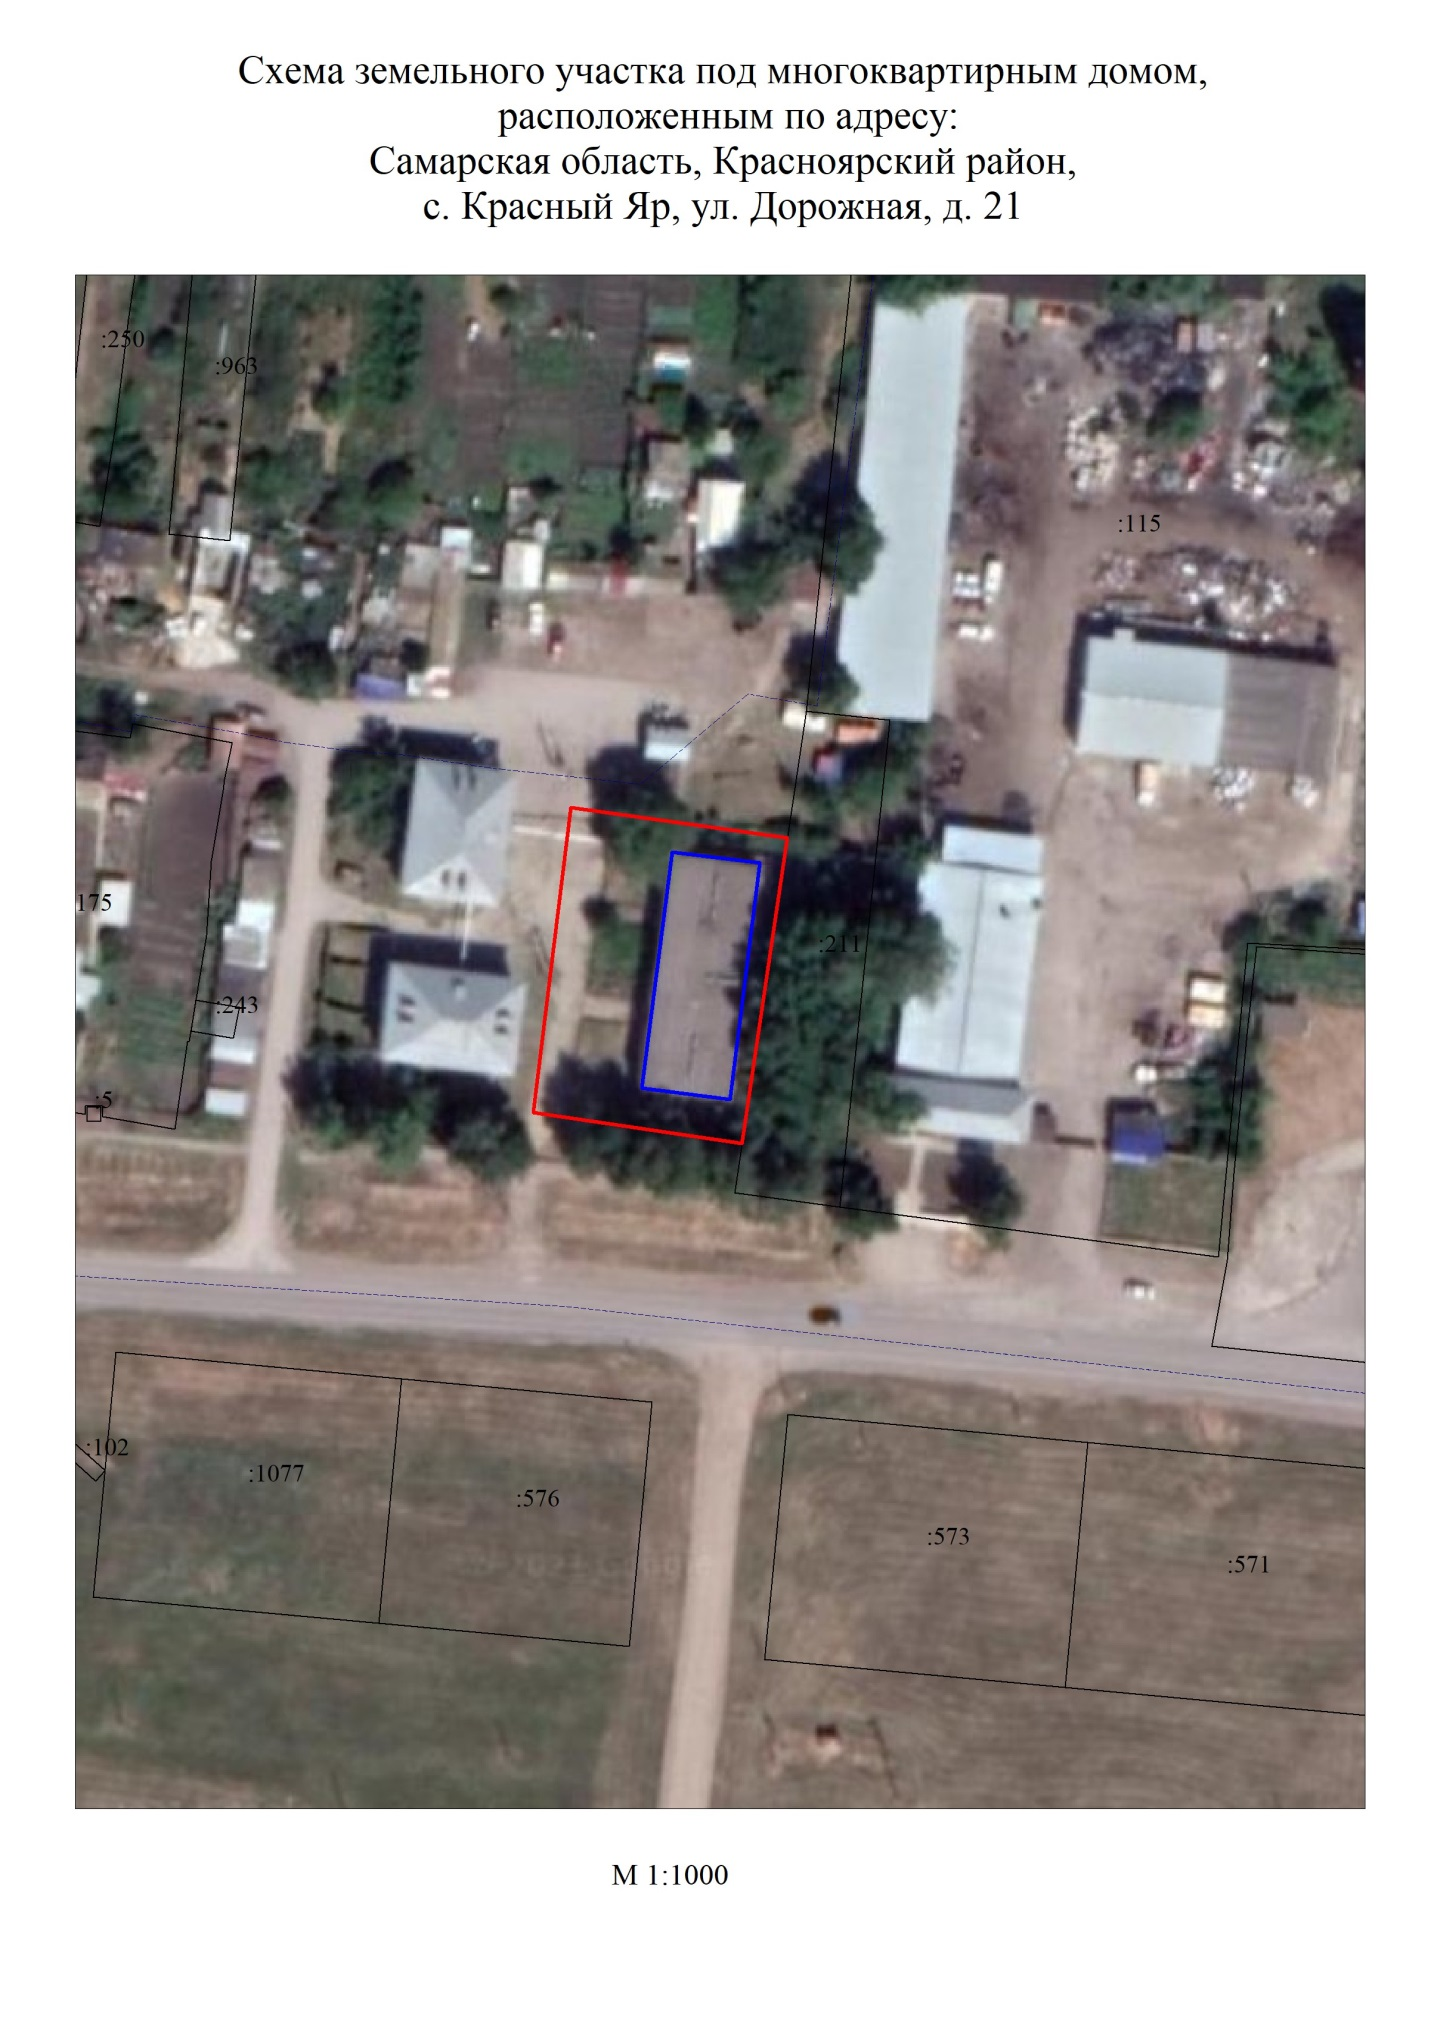 Схема земельного участка под многоквартирным домом,
расположенным по адресу:
Самарская область, Красноярский район,
с. Красный Яр, ул. Дорожная, д. 21
:250
:963
:115
175
:211
:243
:5
:102
:1077
:576
:573
:571
М 1:1000